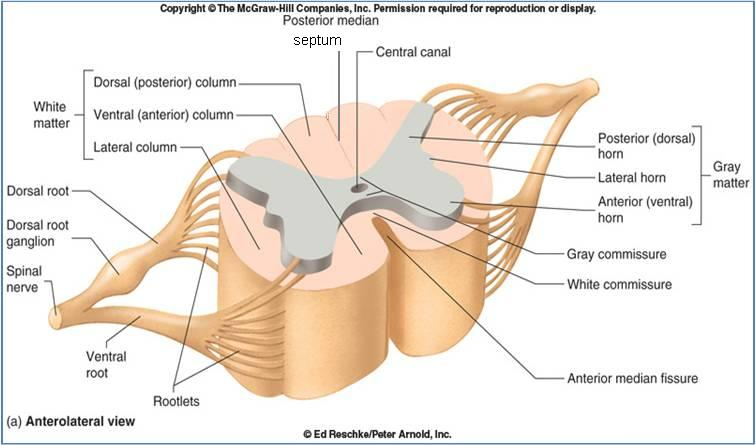 Copyright © The McGraw-Hill Companies, Inc. Permission required for reproduction or display.
Posterior median
septum
Central canal
Dorsal (posterior) column
White
matter
Ventral (anterior) column
Lateral column
Posterior (dorsal)
horn
Lateral horn
Gray
matter
Anterior (ventral)
horn
Dorsal root
Dorsal root
ganglion
Spinal
nerve
Gray commissure
White commissure
Ventral
root
Rootlets
Anterior median fissure
(a) Anterolateral view
© Ed Reschke/Peter Arnold, Inc.